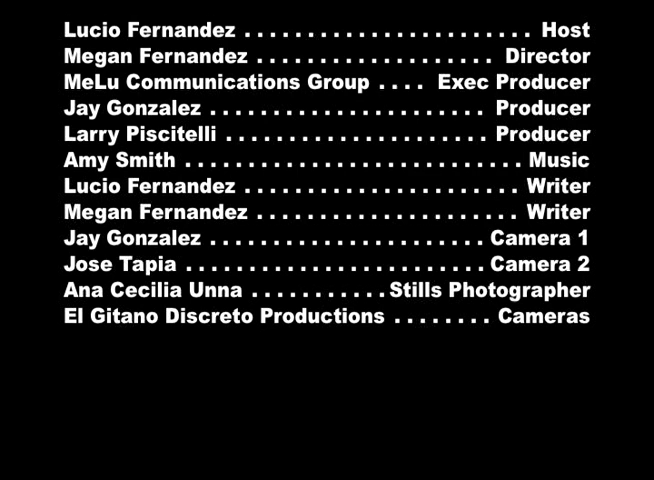 Lucio Fernandez . . . . . . . . . . . . . . . . . . . . . . . Host
Megan Fernandez . . . . . . . . . . . . . . . . . . . Director
MeLu Communications Group . . . . Exec Producer
Jay Gonzalez . . . . . . . . . . . . . . . . . . . . . . Producer
Larry Piscitelli . . . . . . . . . . . . . . . . . . . . . Producer
Amy Smith . . . . . . . . . . . . . . . . . . . . . . . . . . . Music
Lucio Fernandez . . . . . . . . . . . . . . . . . . . . . . Writer
Megan Fernandez . . . . . . . . . . . . . . . . . . . . . Writer
Jay Gonzalez . . . . . . . . . . . . . . . . . . . . . . Camera 1
Jose Tapia . . . . . . . . . . . . . . . . . . . . . . . . Camera 2
Ana Cecilia Unna . . . . . . . . . . . Stills Photographer
El Gitano Discreto Productions . . . . . . . . Cameras